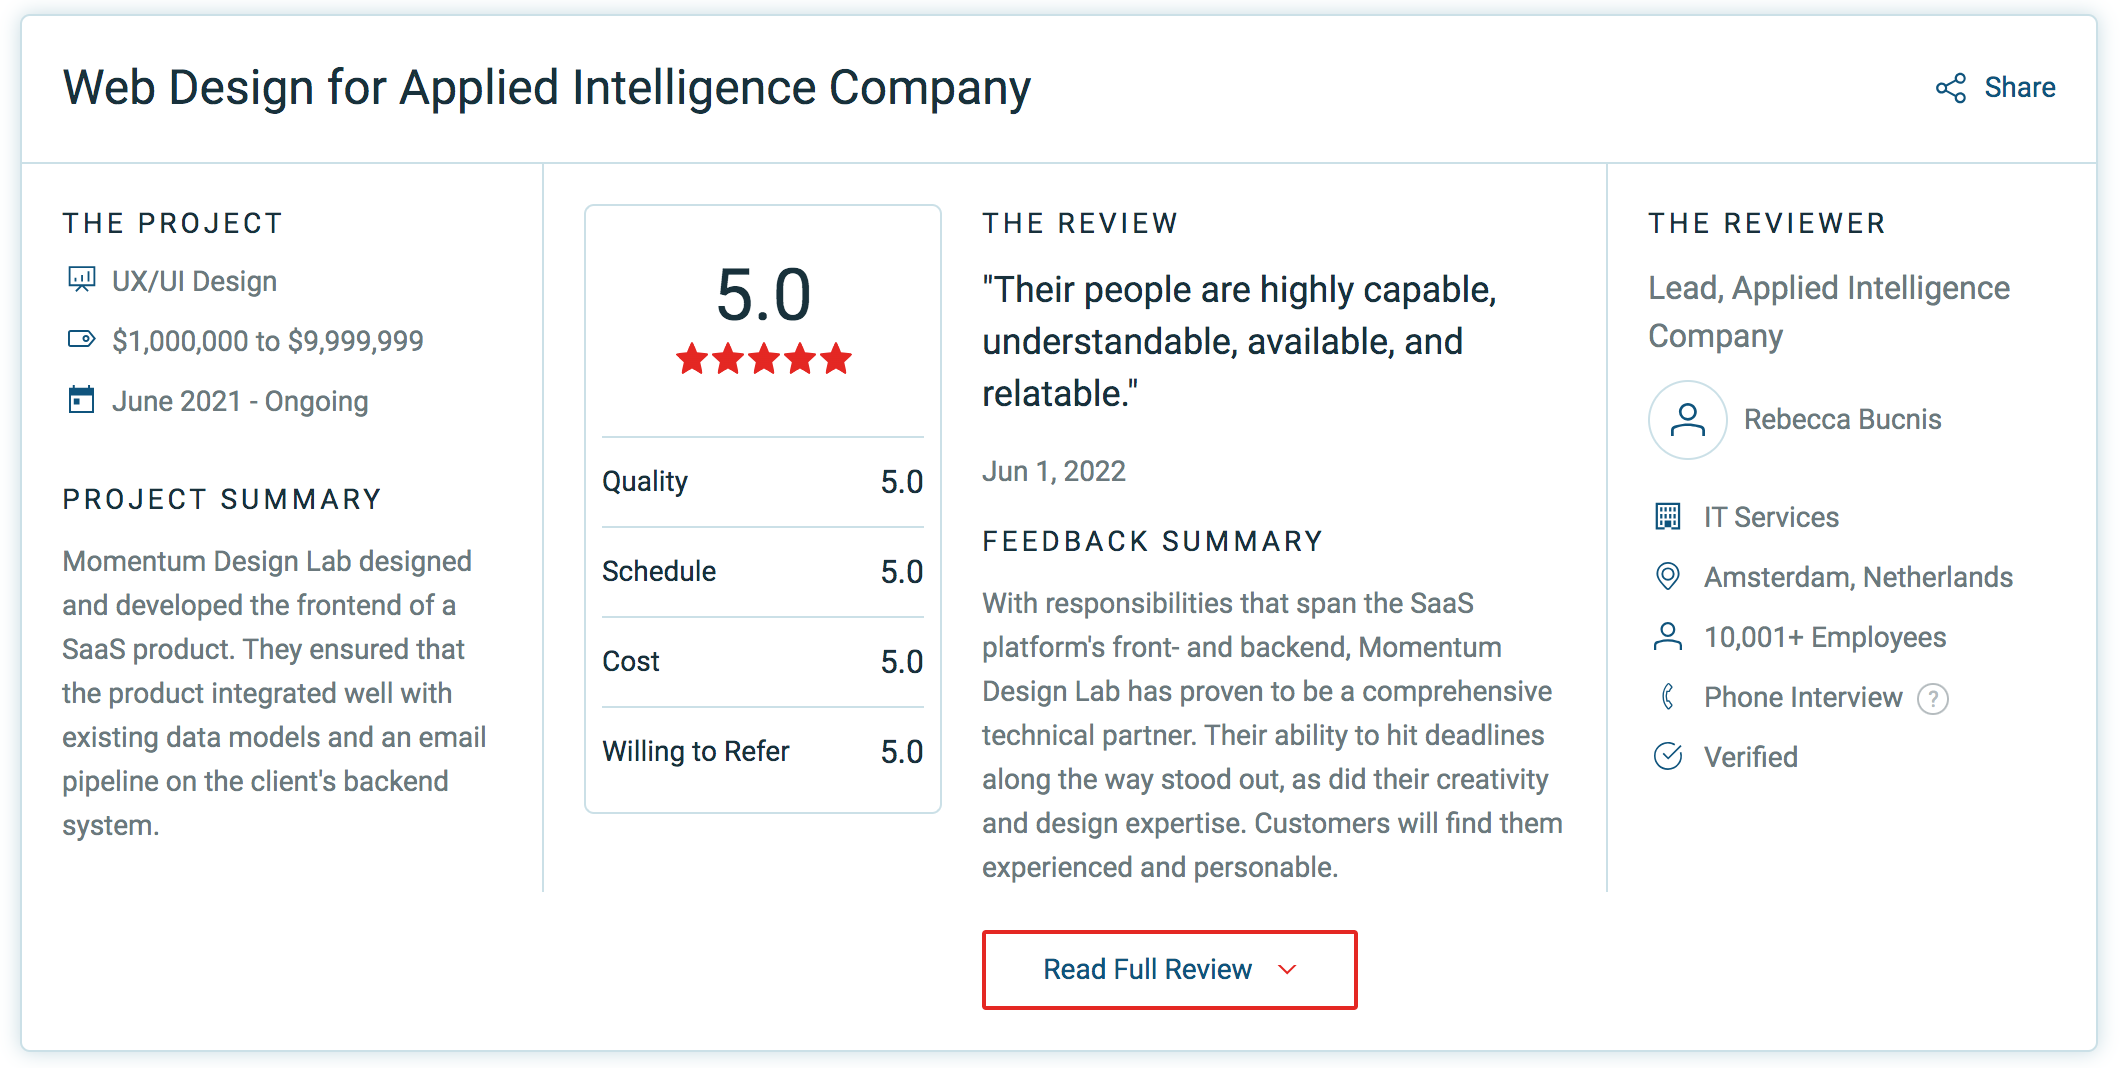 Web Design for Applied Intelligence Company
Share
THE PROJECT
UX/UI Design
$1,000,000 to $9,999,999
June 2021 - Ongoing
PROJECT SUMMARY
Momentum Design Lab designed
and developed the frontend of a
SaaS product. They ensured that
the product integrated well with
existing data models and an email
pipeline on the client's backend
system.
5.0
Quality 5.0
Schedule 5.0
Cost 5.0
Willing to Refer 5.0
THE REVIEW
"Their people are highly capable,
understandable, available, and
relatable."
Jun 1, 2022
FEEDBACK SUMMARY
With responsibilities that span the SaaS
platform's front- and backend, Momentum
Design Lab has proven to be a comprehensive
technical partner. Their ability to hit deadlines
along the way stood out, as did their creativity
and design expertise. Customers will find them
experienced and personable.
Read Full Review
THE REVIEWER
Lead, Applied Intelligence
Company
Rebecca Bucnis
IT Services
Amsterdam, Netherlands
10,001+ Employees
Phone Interview ?
Verified